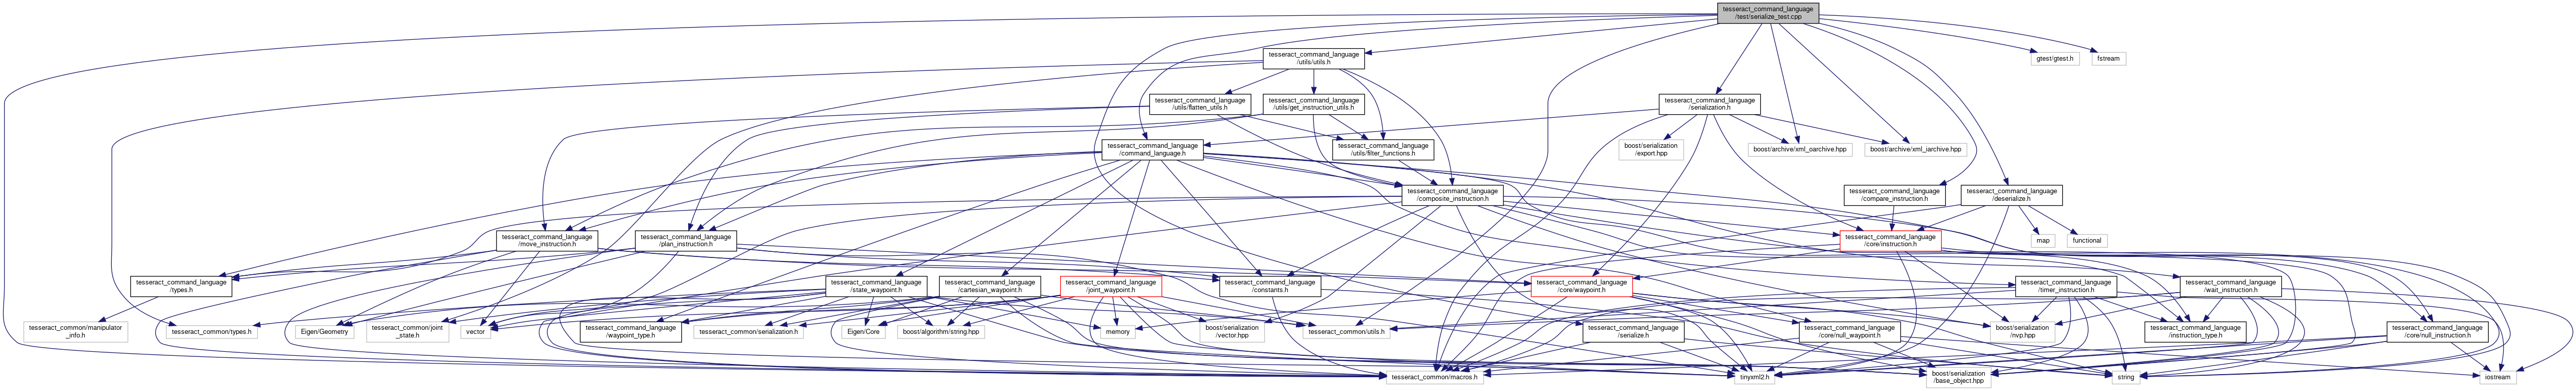 tesseract_command_language
/test/serialize_test.cpp
tesseract_command_language
/utils/utils.h
gtest/gtest.h
fstream
tesseract_command_language
/utils/flatten_utils.h
tesseract_command_language
/utils/get_instruction_utils.h
tesseract_command_language
/serialization.h
tesseract_command_language
/command_language.h
tesseract_command_language
/utils/filter_functions.h
boost/serialization
/export.hpp
boost/archive/xml_oarchive.hpp
boost/archive/xml_iarchive.hpp
tesseract_command_language
/composite_instruction.h
tesseract_command_language
/compare_instruction.h
tesseract_command_language
/deserialize.h
tesseract_command_language
/move_instruction.h
tesseract_command_language
/plan_instruction.h
tesseract_command_language
/core/instruction.h
map
functional
tesseract_command_language
/types.h
tesseract_command_language
/state_waypoint.h
tesseract_command_language
/cartesian_waypoint.h
tesseract_command_language
/joint_waypoint.h
tesseract_command_language
/constants.h
tesseract_command_language
/core/waypoint.h
tesseract_command_language
/timer_instruction.h
tesseract_command_language
/wait_instruction.h
tesseract_common/manipulator
_info.h
tesseract_common/types.h
Eigen/Geometry
tesseract_common/joint
_state.h
vector
tesseract_command_language
/waypoint_type.h
tesseract_common/serialization.h
Eigen/Core
boost/algorithm/string.hpp
memory
boost/serialization
/vector.hpp
tesseract_common/utils.h
tesseract_command_language
/serialize.h
tesseract_command_language
/core/null_waypoint.h
boost/serialization
/nvp.hpp
tesseract_command_language
/instruction_type.h
tesseract_command_language
/core/null_instruction.h
tesseract_common/macros.h
tinyxml2.h
boost/serialization
/base_object.hpp
string
iostream